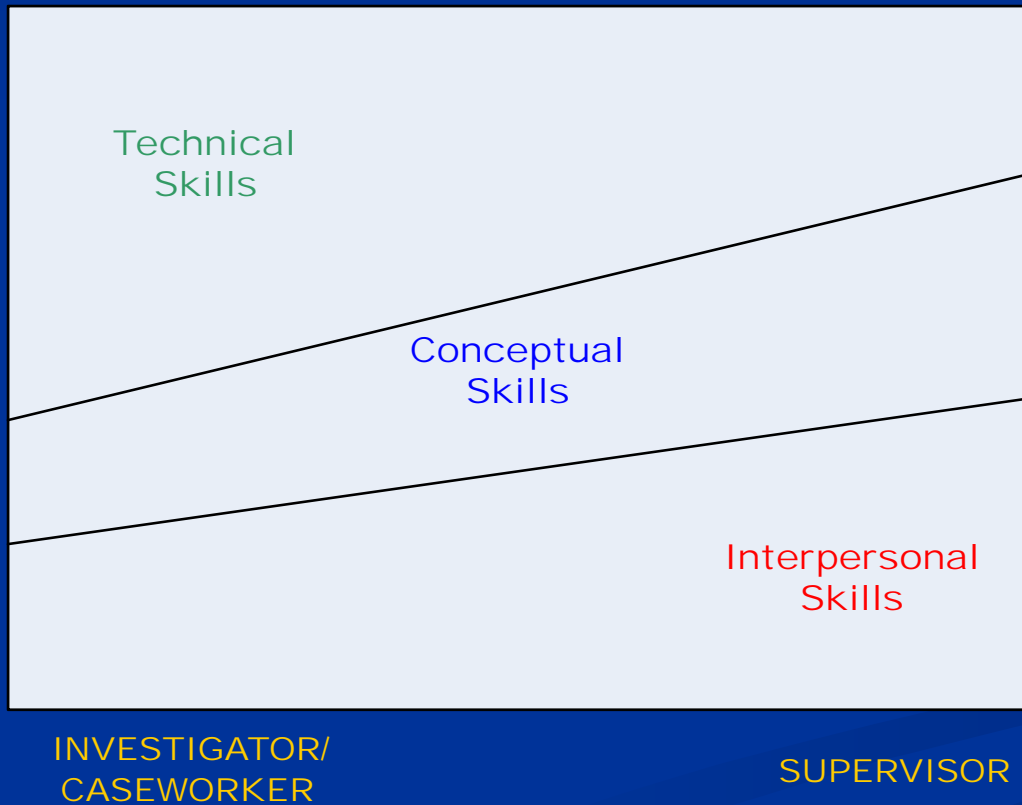 Technical
Skills
Conceptual
Skills
Interpersonal
Skills
INVESTIGATOR/
CASEWORKER
SUPERVISOR